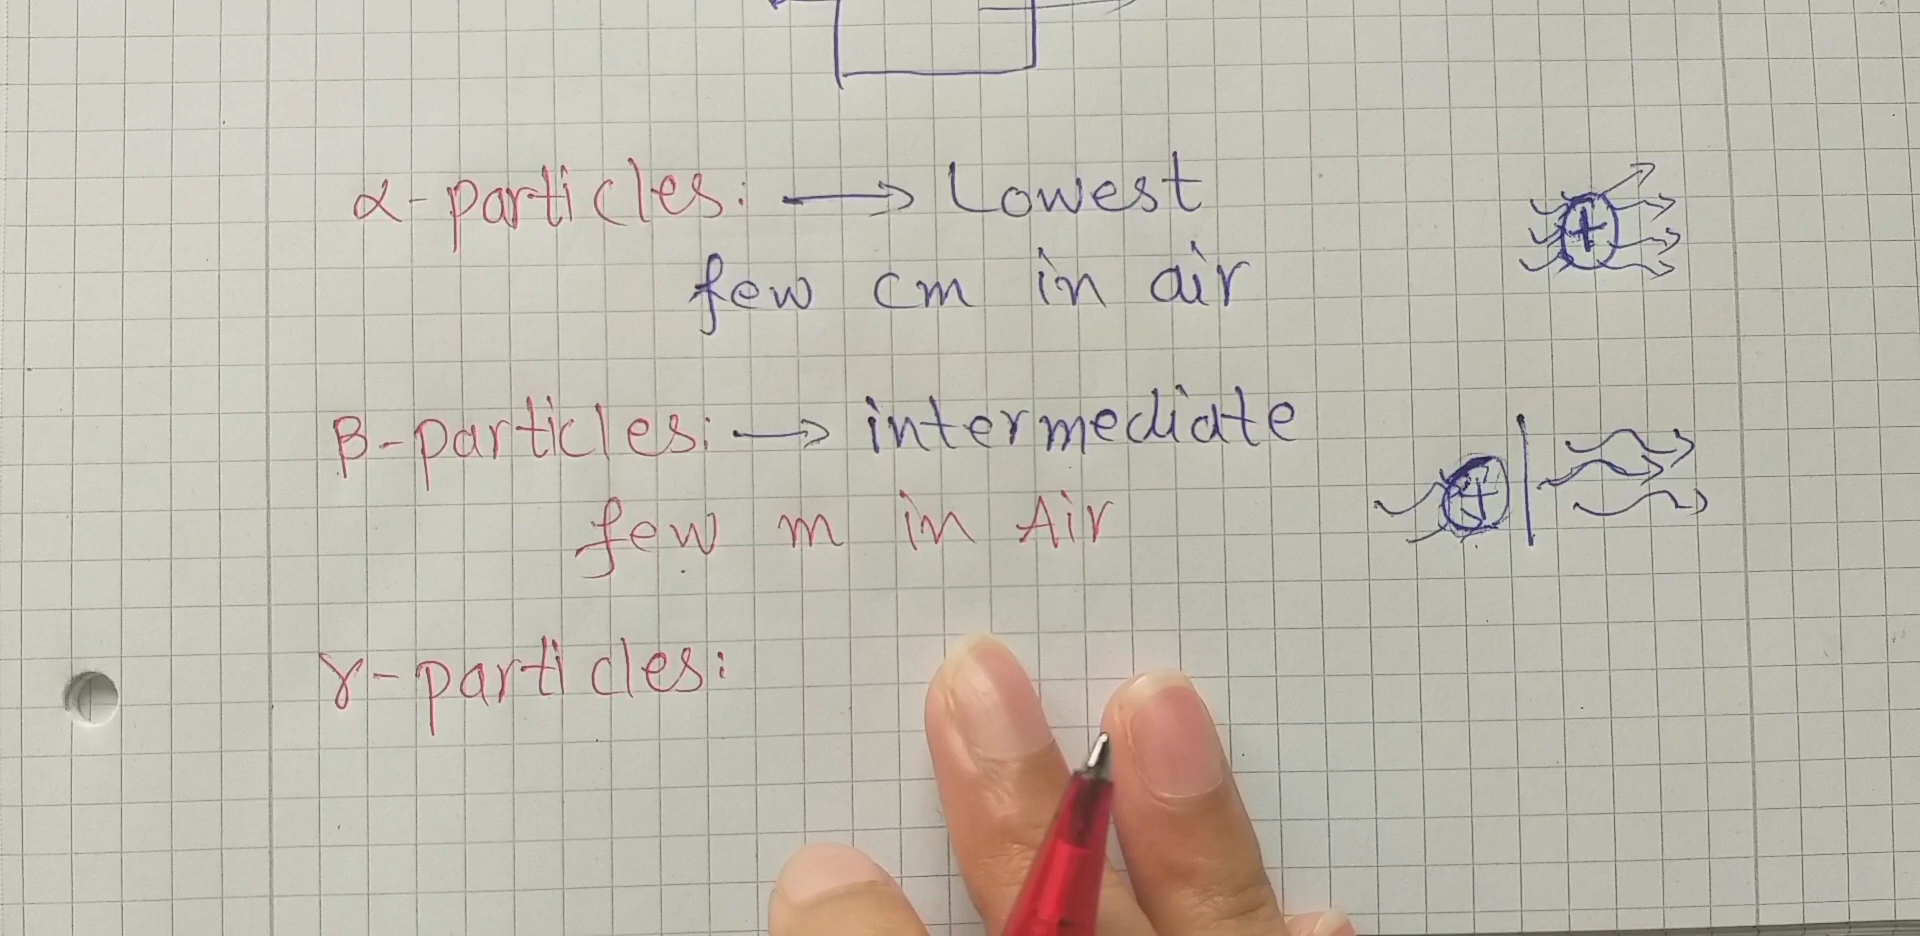 α-particles: → Lowest
few cm in air
+
β-particles: → intermediate
few m in Air
+
γ-particles: